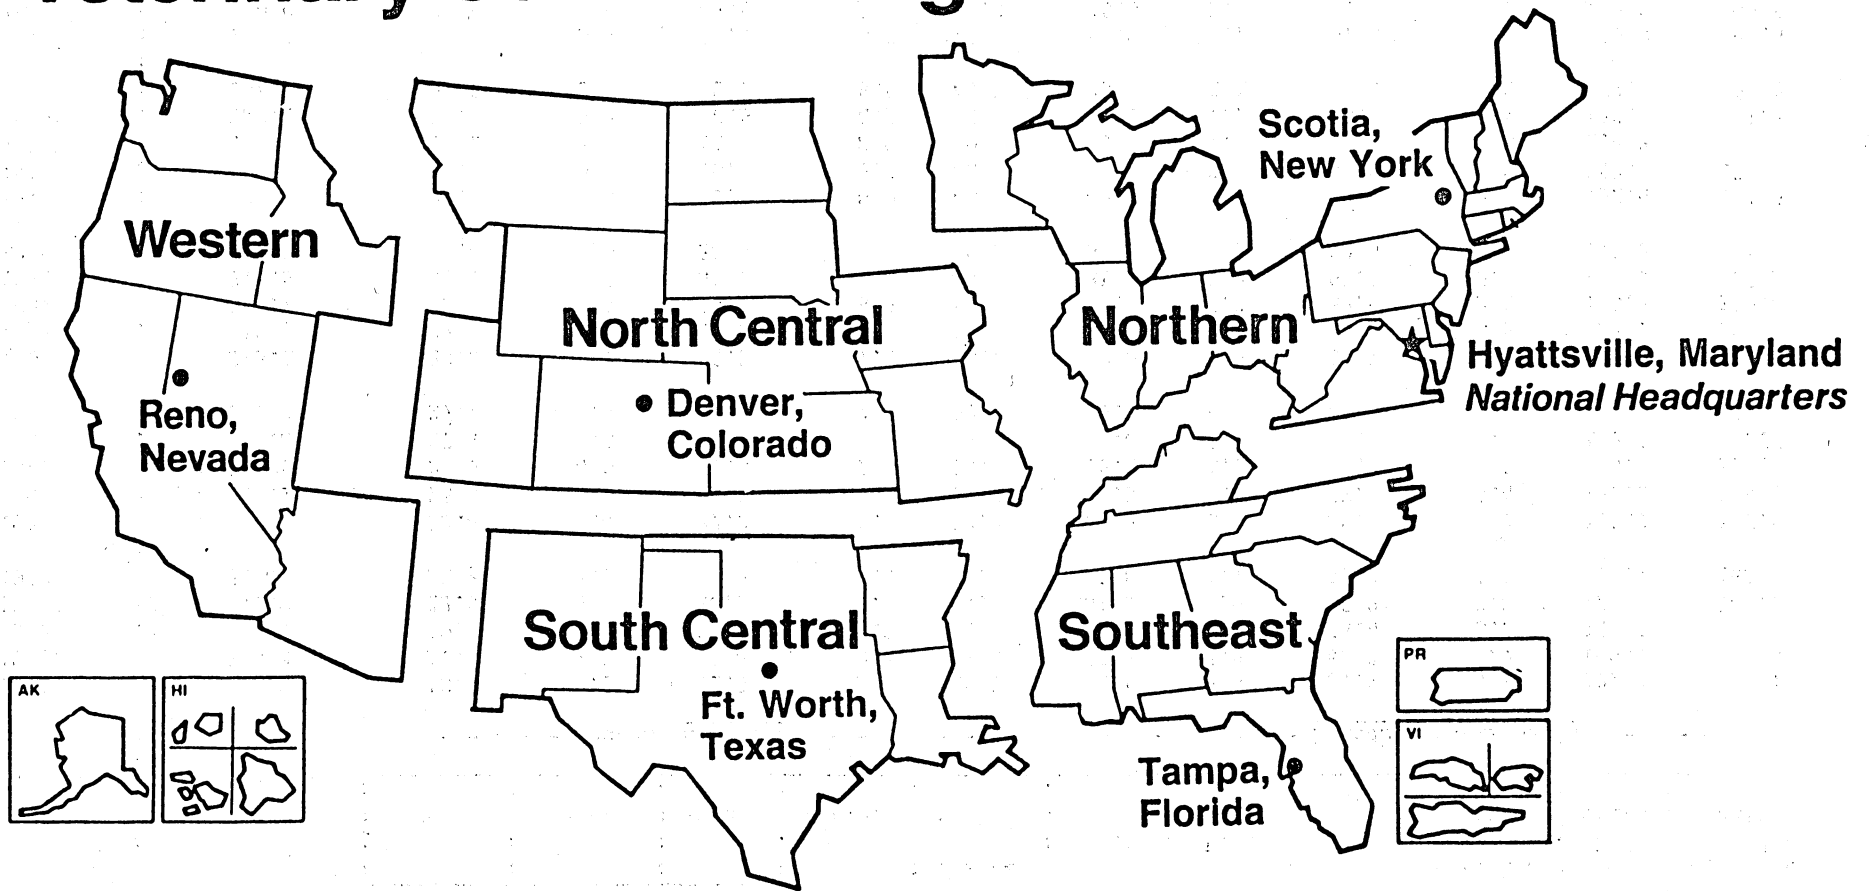 Western
Reno,
Nevada
North Central
Denver,
Colorado
South Central
Ft. Worth,
Texas
Scotia,
New York
Northern
Hyattsville, Maryland
National Headquarters
Southeast
Tampa,
Florida
AK
HI
PR
VI